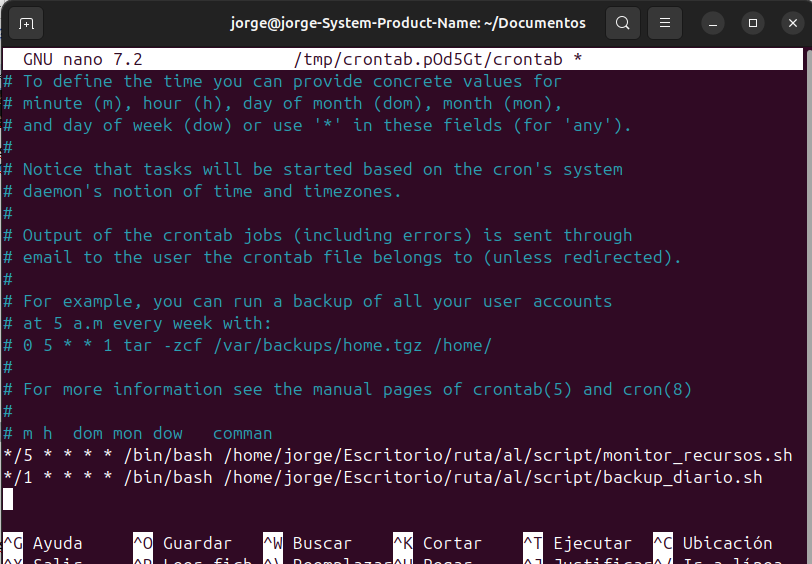 jorge@jorge-System-Product-Name: ~/Documentos
GNU nano 7.2 /tmp/crontab.pOd5Gt/crontab *
# To define the time you can provide concrete values for
# minute (m), hour (h), day of month (dom), month (mon),
# and day of week (dow) or use '*' in these fields (for 'any').
#
# Notice that tasks will be started based on the cron's system
# daemon's notion of time and timezones.
#
# Output of the crontab jobs (including errors) is sent through
# email to the user the crontab file belongs to (unless redirected).
#
# For example, you can run a backup of all your user accounts
# at 5 a.m every week with:
# 0 5 * * 1 tar -zcf /var/backups/home.tgz /home/
#
# For more information see the manual pages of crontab(5) and cron(8)
#
# m h  dom mon dow   comman
*/5 * * * * /bin/bash /home/jorge/Escritorio/ruta/al/script/monitor_recursos.sh
*/1 * * * * /bin/bash /home/jorge/Escritorio/ruta/al/script/backup_diario.sh
^G Ayuda ^O Guardar ^W Buscar ^K Cortar ^T Ejecutar ^C Ubicación
^X Salir ^R Leer fich ^\ Reemplazar ^U Pegar ^J Justificar ^/ Ir a línea